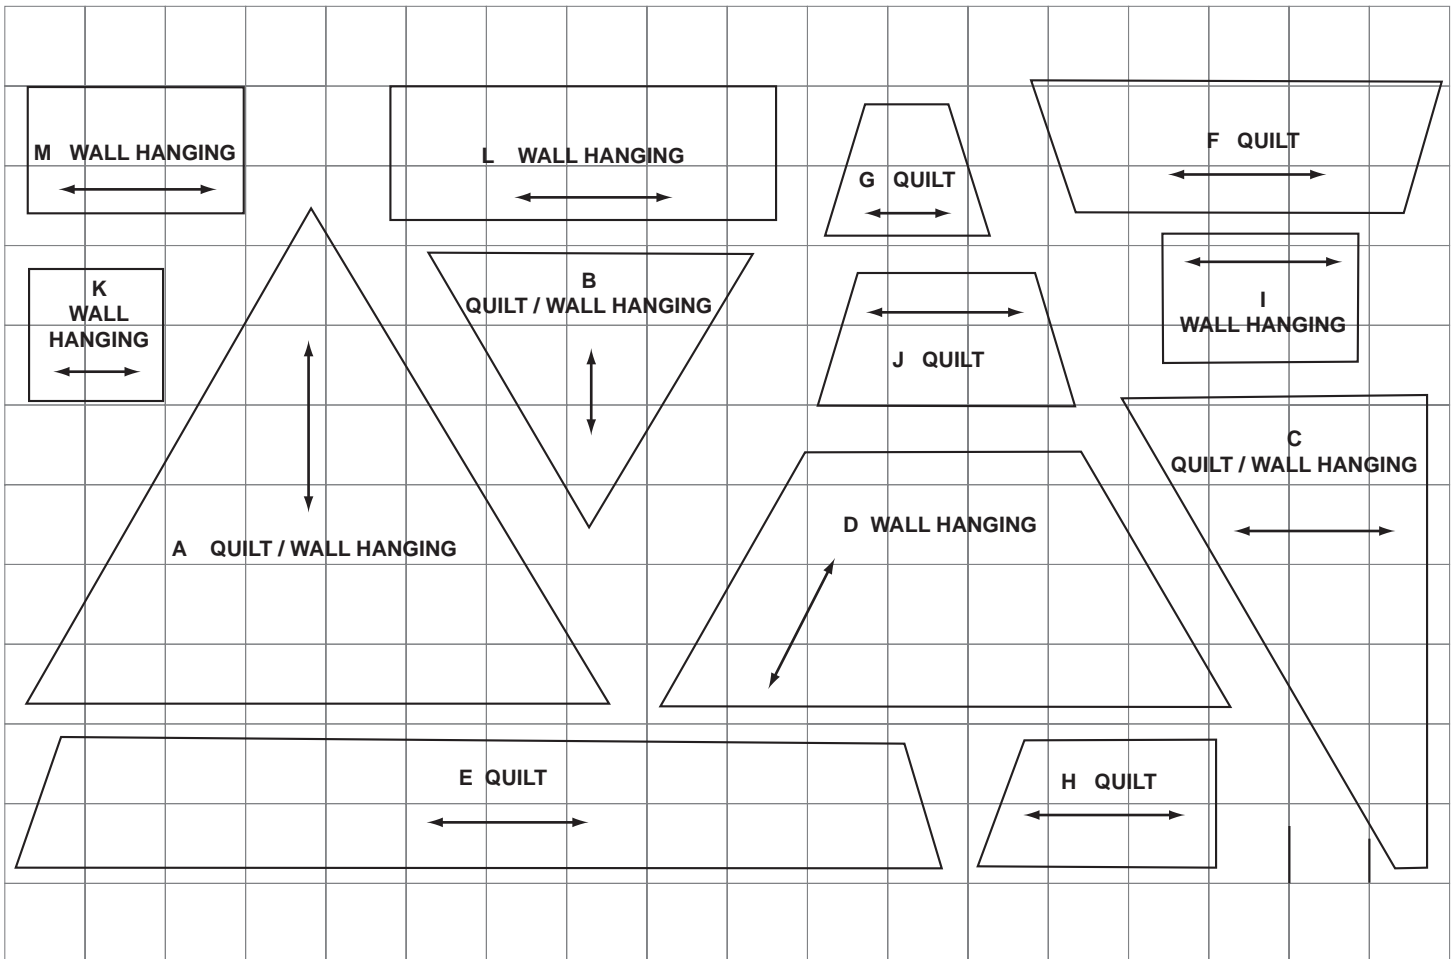 M WALL HANGING
L WALL HANGING
G QUILT
F QUILT
K
WALL
HANGING
B
QUILT / WALL HANGING
J QUILT
I
WALL HANGING
A QUILT / WALL HANGING
D WALL HANGING
C
QUILT / WALL HANGING
E QUILT
H QUILT